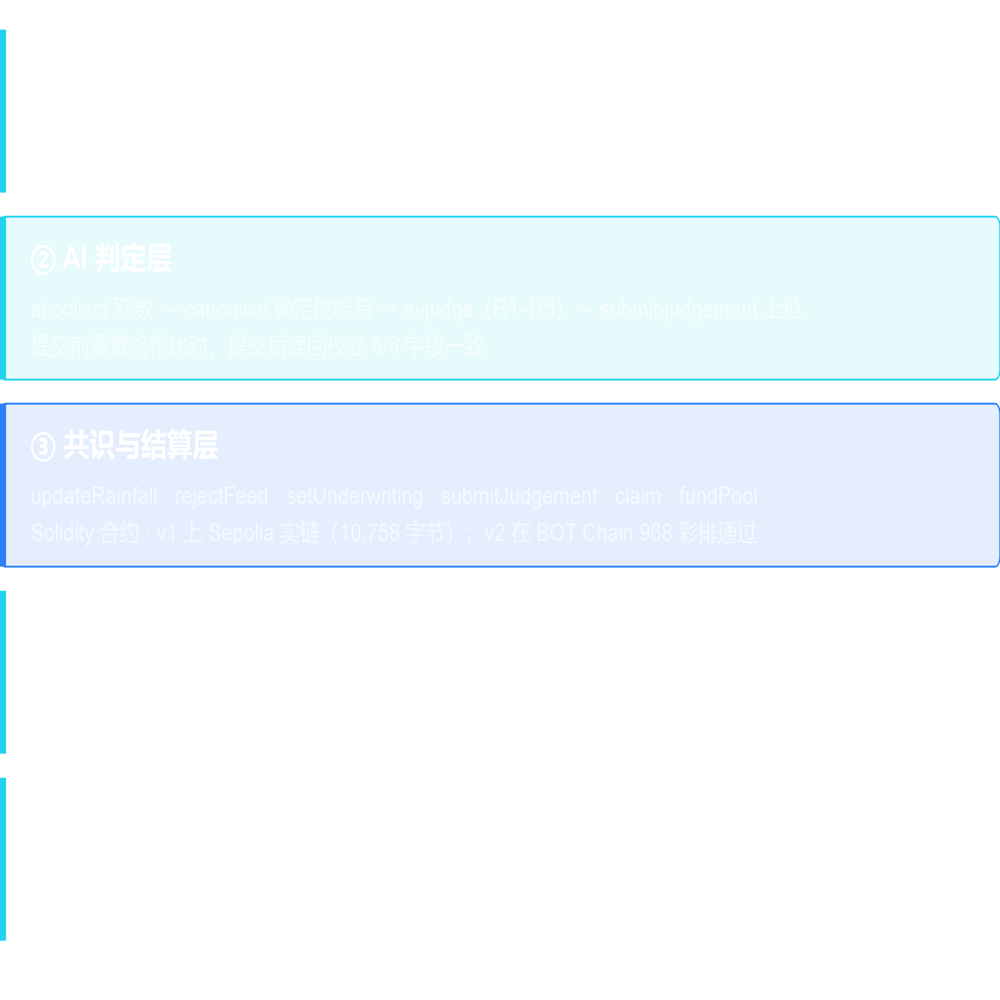 ② AI 判定层
ai-collect 取数 → canonical 确定性哈希 → ai-judge（R1–R5）→ submit-judgement 上链
提交前重算哈希比对，提交后读回校验 6/6 字段一致
③ 共识与结算层
updateRainfall · rejectFeed · setUnderwriting · submitJudgement · claim · fundPool
Solidity 合约 · v1 上 Sepolia 实链（10,758 字节）；v2 在 BOT Chain 968 彩排通过